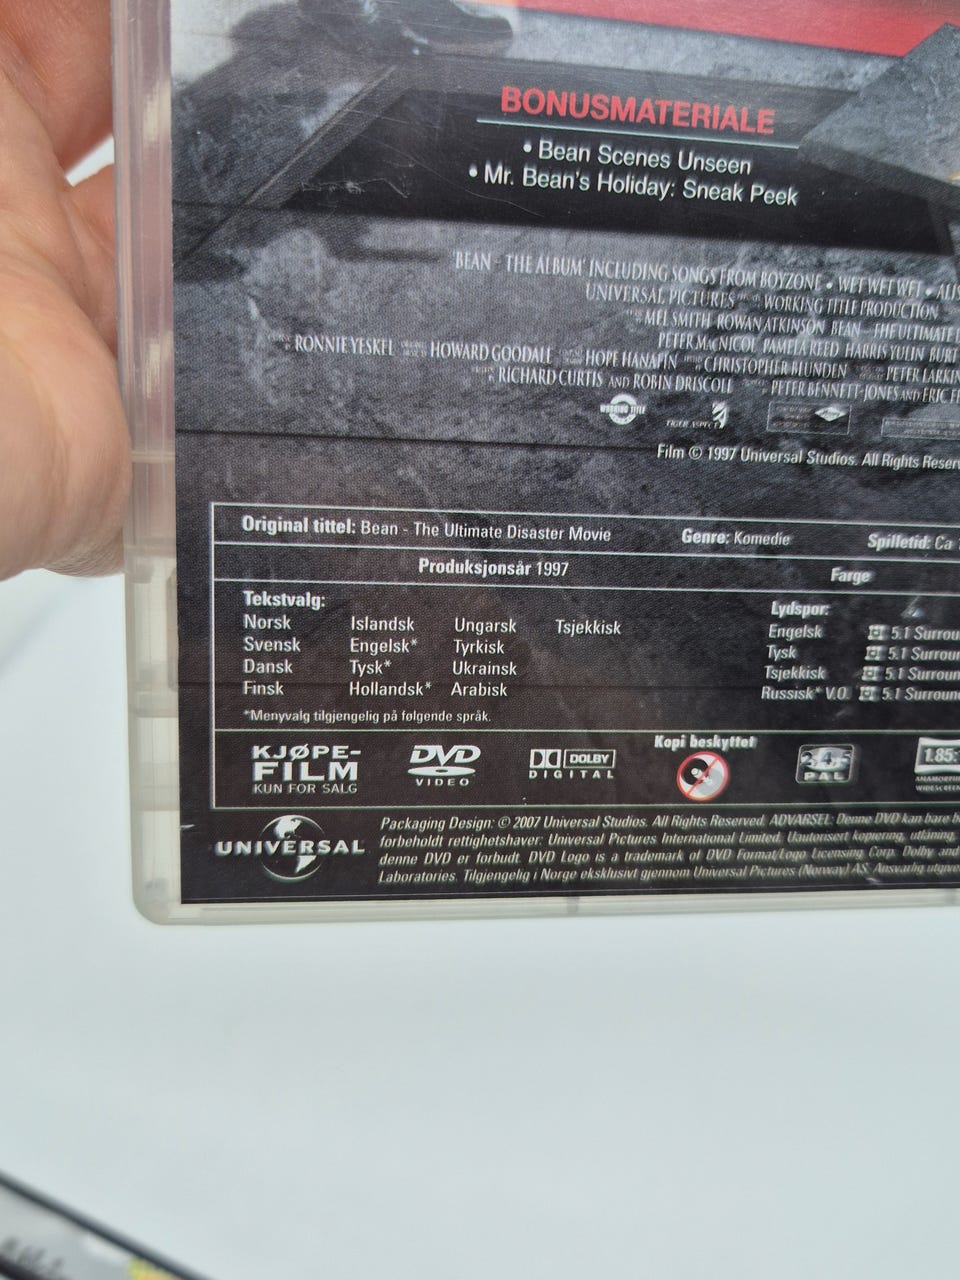 BONUSMATERIALE
• Bean Scenes Unseen
• Mr. Bean's Holiday: Sneak Peek
'BEAN - THE ALBUM' INCLUDING SONGS FROM BOYZONE • WET WET WET •
UNIVERSAL PICTURES WORKING TITLE PRODUCTION
MEL SMITH ROWAN ATKINSON BEAN - THE ULTIMATE
PETER MacNICOL PAMELA REED HARRIS YULIN BURT
RONNIE YESKEL HOWARD GOODALL HOPE HANAFIN CHRISTOPHER BLUNDEN PETER
RICHARD CURTIS AND ROBIN DRISCOLL PETER BENNETT-JONES AND ERIC
WORKING TITLE TIGER ASPECT
Film © 1997 Universal Studios. All Rights
Original tittel: Bean - The Ultimate Disaster Movie Genre: Komedie Spilletid: Ca
Produksjonsår 1997 Farge
Tekstvalg: Lydspor:
Norsk Islandsk Ungarsk Tsjekkisk Engelsk 5.1
Svensk Engelsk* Tyrkisk Tysk 5.1
Dansk Tysk* Ukrainsk Tsjekkisk 5.1
Finsk Hollandsk* Arabisk Russisk* V.O. 5.1
*Menyvalg tilgjengelig på følgende språk.
KJØPE-
FILM
KUN FOR SALG
DVD
VIDEO
DOLBY
DIGITAL
Kopi beskyttet
2,4,5
PAL
1.85:
UNIVERSAL
Packaging Design: © 2007 Universal Studios. All Rights Reserved. ADVARSEL: Denne DVD kan bare
forbeholdt rettighetshaver: Universal Pictures International Limited. Uautorisert kopiering, utlåning,
denne DVD er forbudt. DVD Logo is a trademark of DVD Format/Logo Licensing Corp. Dolby and
Laboratories. Tilgjengelig i Norge eksklusivt gjennom Universal Pictures (Norway) AS. Ansvarlig